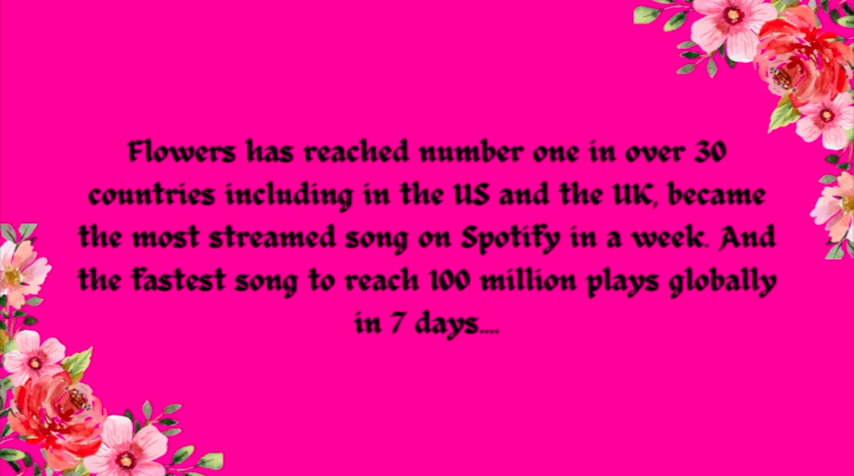 Flowers has reached number one in over 30
countries including in the US and the UK, became
the most streamed song on Spotify in a week. And
the fastest song to reach 100 million plays globally
in 7 days....